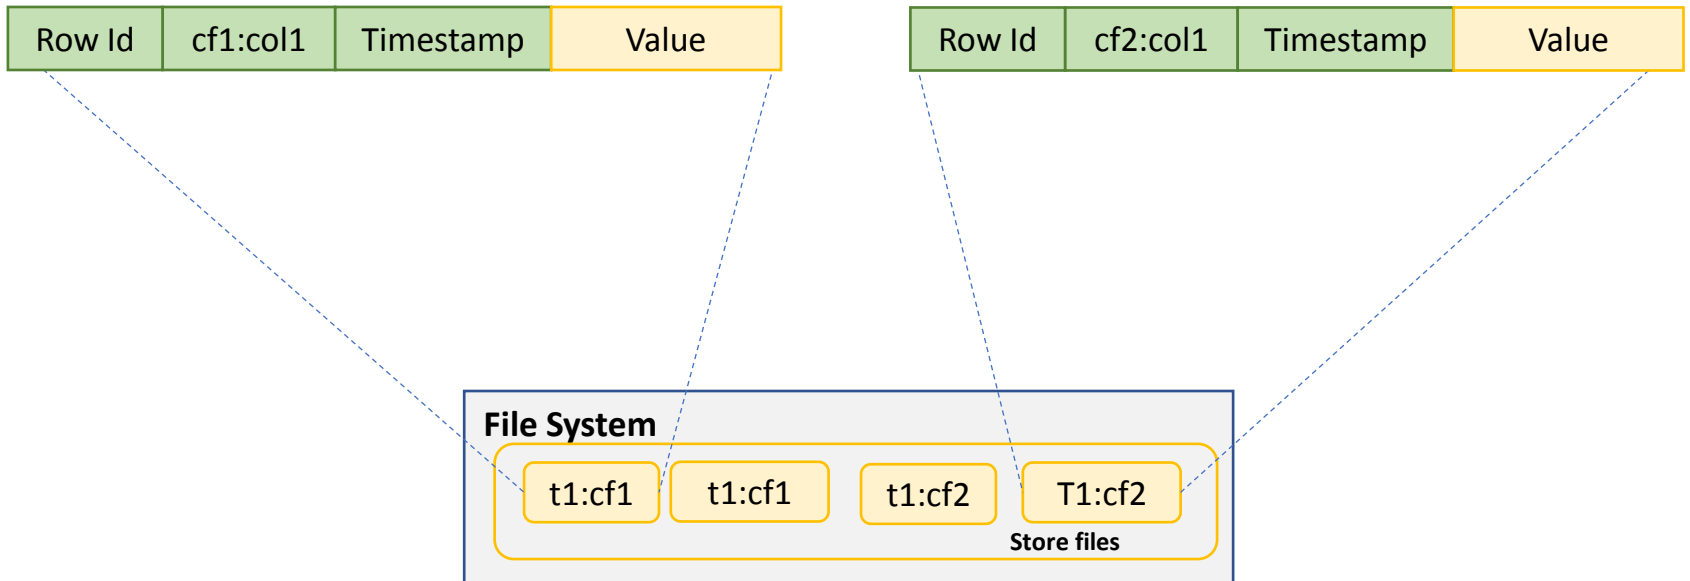 Row Id cf1:col1 Timestamp Value
Row Id cf2:col1 Timestamp Value
File System
t1:cf1 t1:cf1 t1:cf2 T1:cf2
Store files